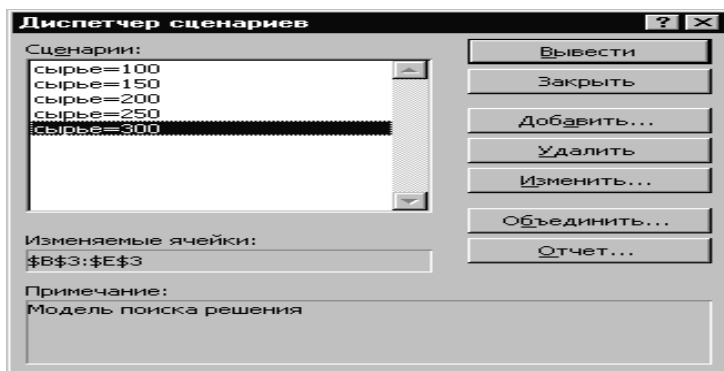 Диспетчер сценариев
Сценарии:
сырье=100
сырье=150
сырье=200
сырье=250
сырье=300
Вывести
Закрыть
Добавить...
Удалить
Изменить...
Объединить...
Отчет...
Изменяемые ячейки:
$B$3:$E$3
Примечание:
Модель поиска решения